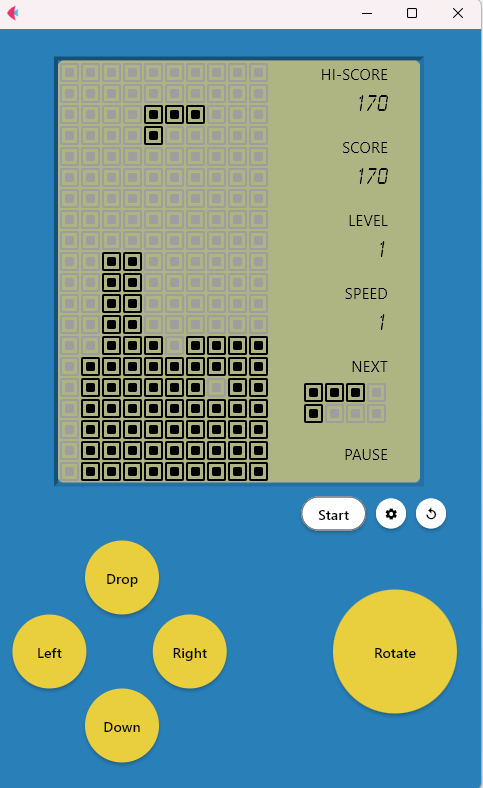 HI-SCORE
170
SCORE
170
LEVEL
1
SPEED
1
NEXT
PAUSE
Start
Drop
Left
Right
Rotate
Down